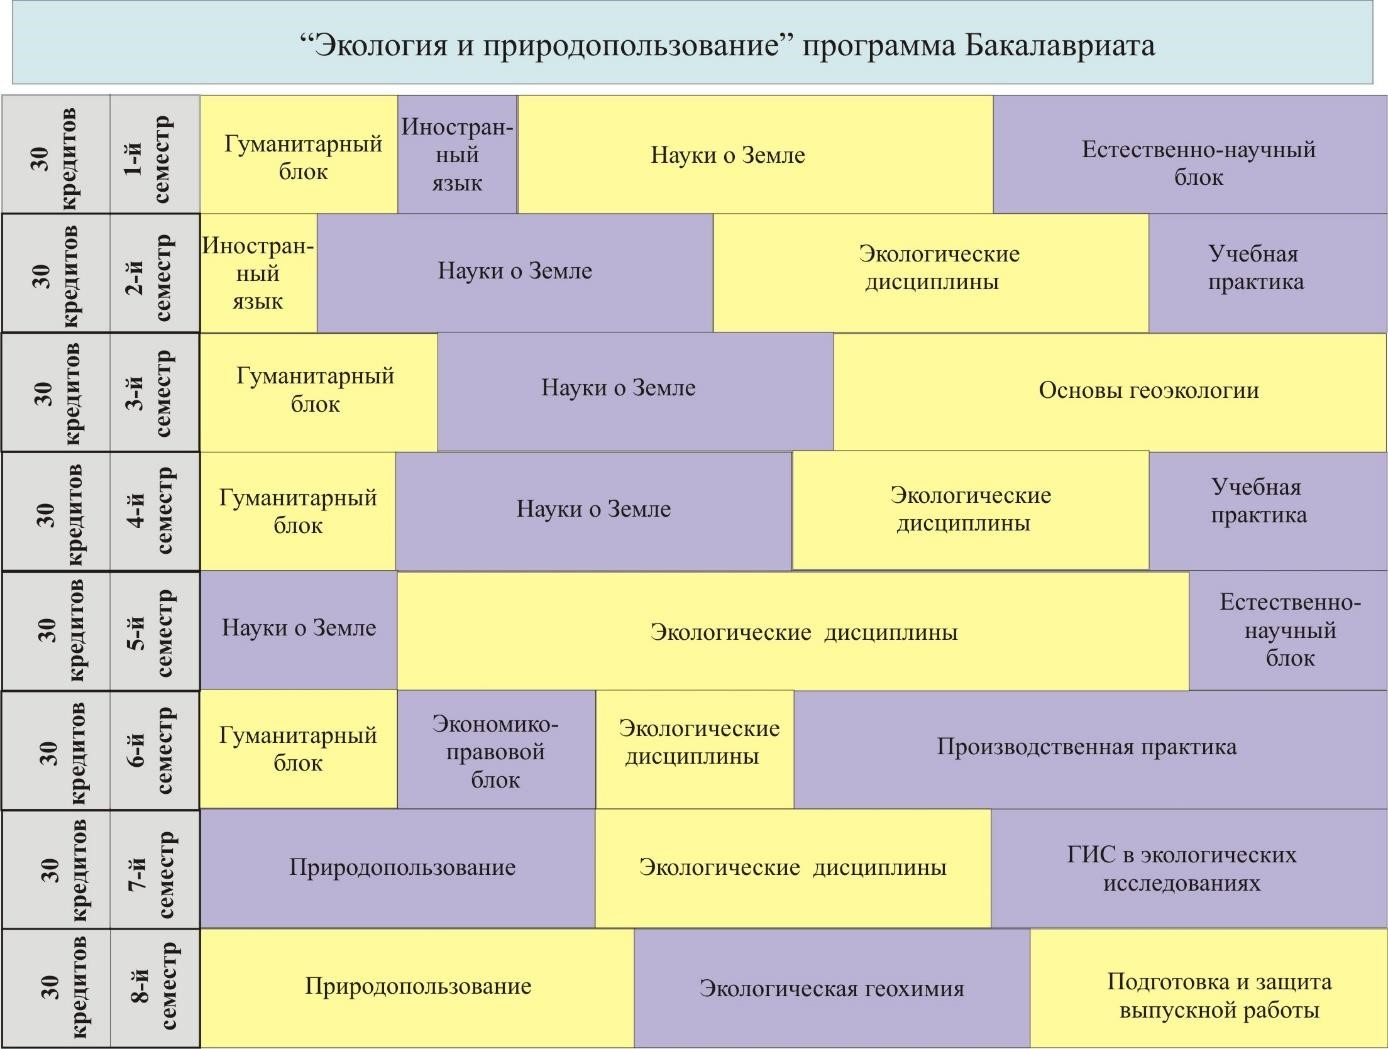 “Экология и природопользование” программа Бакалавриата
30
кредитов
1-й
семестр
Гуманитарный
блок
Иностран-
ный
язык
Науки о Земле
Естественно-научный
блок
30
кредитов
2-й
семестр
Иностран-
ный
язык
Науки о Земле
Экологические
дисциплины
Учебная
практика
30
кредитов
3-й
семестр
Гуманитарный
блок
Науки о Земле
Основы геоэкологии
30
кредитов
4-й
семестр
Гуманитарный
блок
Науки о Земле
Экологические
дисциплины
Учебная
практика
30
кредитов
5-й
семестр
Науки о Земле
Экологические дисциплины
Естественно-
научный
блок
30
кредитов
6-й
семестр
Гуманитарный
блок
Экономико-
правовой
блок
Экологические
дисциплины
Производственная практика
30
кредитов
7-й
семестр
Природопользование
Экологические дисциплины
ГИС в экологических
исследованиях
30
кредитов
8-й
семестр
Природопользование
Экологическая геохимия
Подготовка и защита
выпускной работы